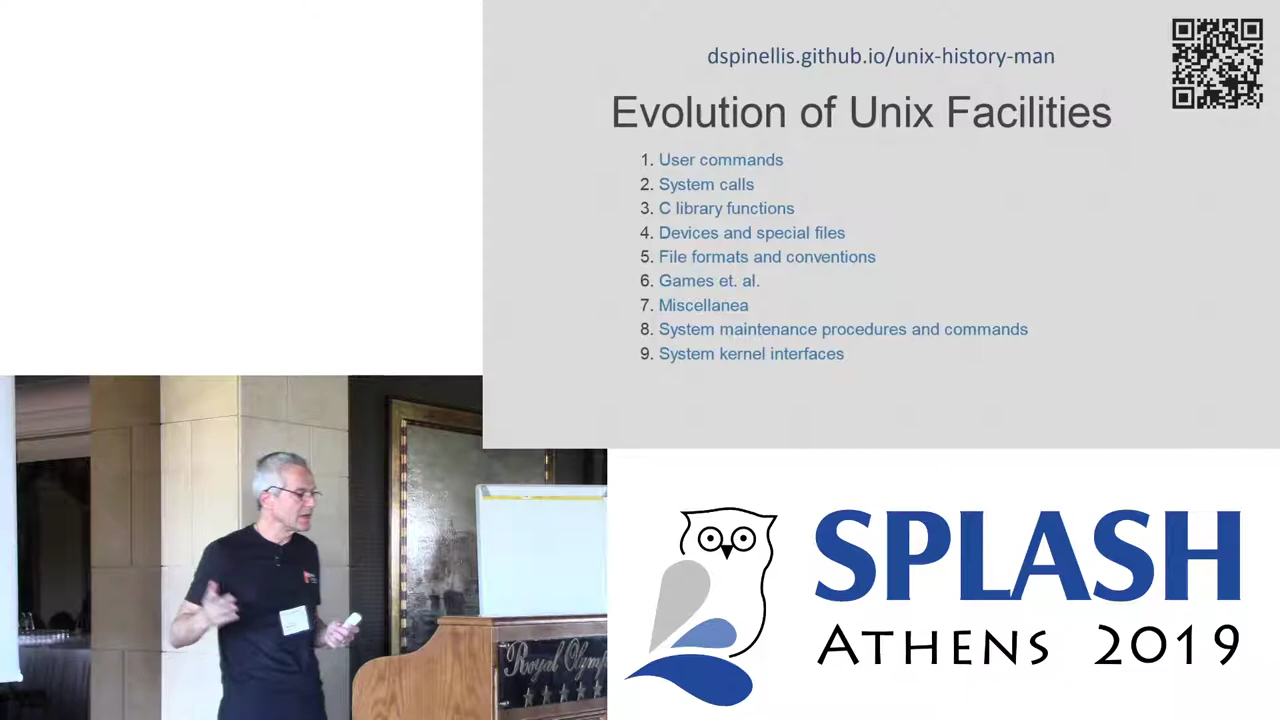 dspinellis.github.io/unix-history-man
Evolution of Unix Facilities
1. User commands
2. System calls
3. C library functions
4. Devices and special files
5. File formats and conventions
6. Games et. al.
7. Miscellanea
8. System maintenance procedures and commands
9. System kernel interfaces
Royal Olymp
SPLASH
ATHENS 2019